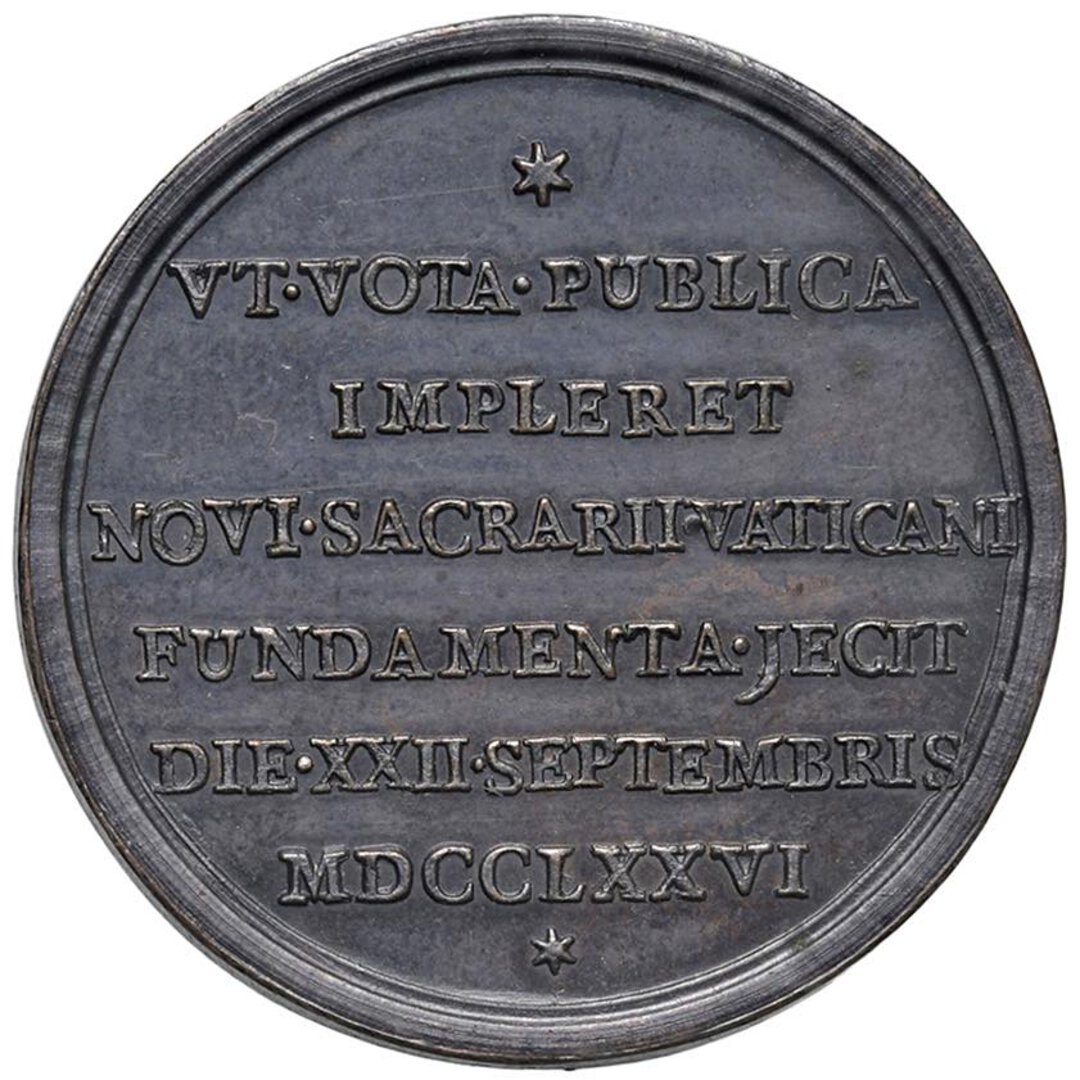 VT·VOTA·PUBLICA
IMPLERET
NOVI·SACRARII·VATICANI
FUNDAMENTA·JECIT
DIE·XXII·SEPTEMBRIS
MDCCLXXVI